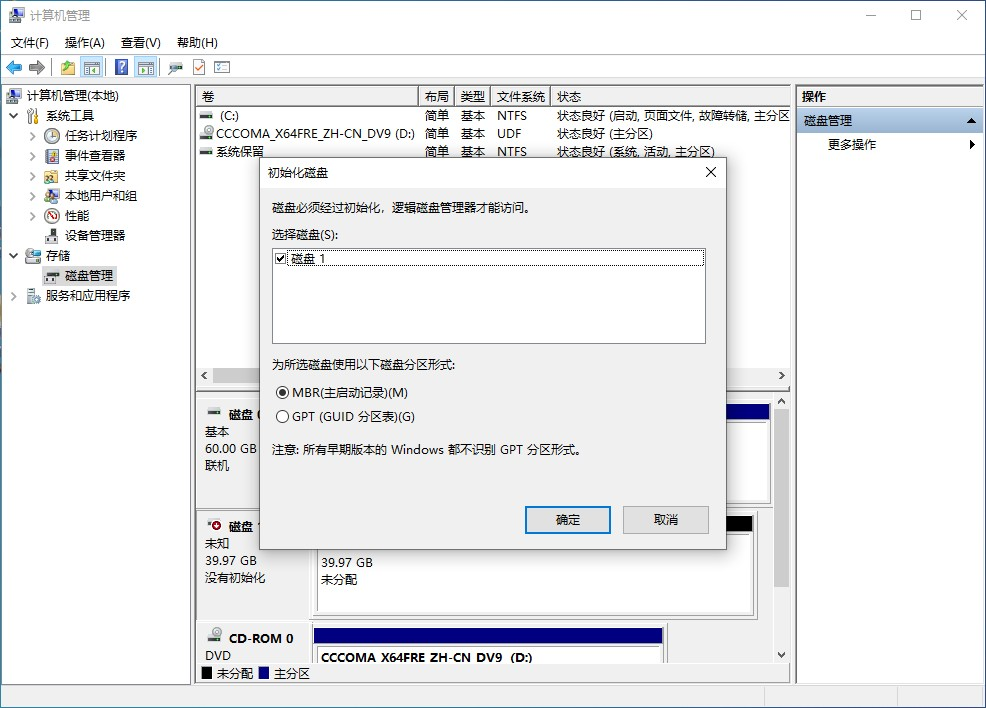 计算机管理
文件(F) 操作(A) 查看(V) 帮助(H)
计算机管理(本地)
系统工具
任务计划程序
事件查看器
共享文件夹
本地用户和组
性能
设备管理器
存储
磁盘管理
服务和应用程序
卷 布局 类型 文件系统 状态
(C:) 简单 基本 NTFS 状态良好 (启动, 页面文件, 故障转储, 主分区
CCCOMA_X64FRE_ZH-CN_DV9 (D:) 简单 基本 UDF 状态良好 (主分区)
系统保留 简单 基本 NTFS 状态良好 (系统, 活动, 主分区)
初始化磁盘
磁盘必须经过初始化，逻辑磁盘管理器才能访问。
选择磁盘(S):
磁盘 1
为所选磁盘使用以下磁盘分区形式:
MBR(主启动记录)(M)
GPT (GUID 分区表)(G)
注意: 所有早期版本的 Windows 都不识别 GPT 分区形式。
确定 取消
磁盘
基本
60.00 GB
联机
磁盘
未知
39.97 GB
没有初始化
39.97 GB
未分配
CD-ROM 0
DVD
CCCOMA_X64FRE_ZH-CN_DV9 (D:)
未分配 主分区
操作
磁盘管理
更多操作